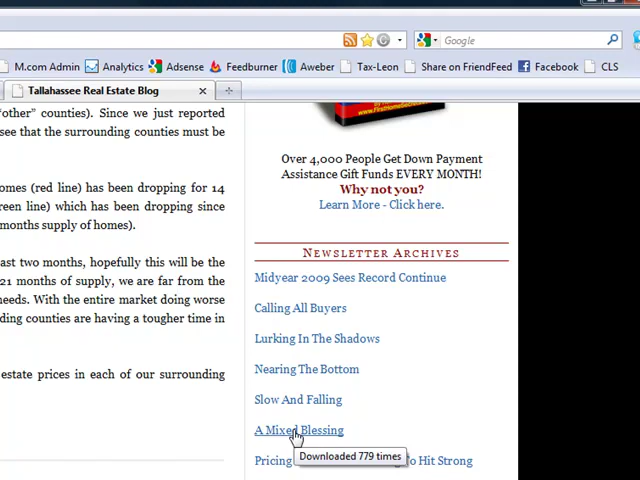 Google
M.com Admin Analytics Adsense Feedburner Aweber Tax-Leon Share on FriendFeed Facebook CLS
Tallahassee Real Estate Blog
"other" counties). Since we just reported
see that the surrounding counties must be
omes (red line) has been dropping for 14
reen line) which has been dropping since
months supply of homes).
ast two months, hopefully this will be the
21 months of supply, we are far from the
needs. With the entire market doing worse
ding counties are having a tougher time in
estate prices in each of our surrounding
www.FirstHomeSecre
Over 4,000 People Get Down Payment
Assistance Gift Funds EVERY MONTH!
Why not you?
Learn More - Click here.
Newsletter Archives
Midyear 2009 Sees Record Continue
Calling All Buyers
Lurking In The Shadows
Nearing The Bottom
Slow And Falling
A Mixed Blessing
Downloaded 779 times
Pricing To Hit Strong